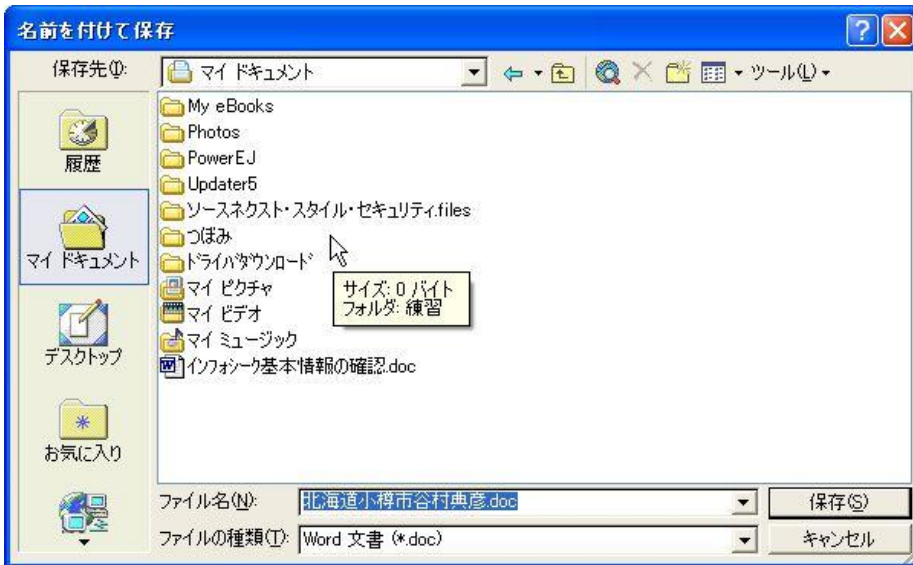 名前を付けて保存
保存先(I):
マイ ドキュメント
ツール(L)
履歴
マイ ドキュメント
デスクトップ
お気に入り
My eBooks
Photos
PowerEJ
Updater5
ソースネクスト・スタイル・セキュリティ.files
つぼみ
ﾄﾞﾗｲﾊﾞﾀﾞｳﾝﾛｰﾄﾞ
マイ ピクチャ
マイ ビデオ
マイ ミュージック
ｲﾝﾌｫｼｰｸ基本情報の確認.doc
サイズ: 0 バイト
フォルダ: 練習
ファイル名(N):
北海道小樽市谷村典彦.doc
保存(S)
ファイルの種類(T):
Word 文書 (*.doc)
キャンセル